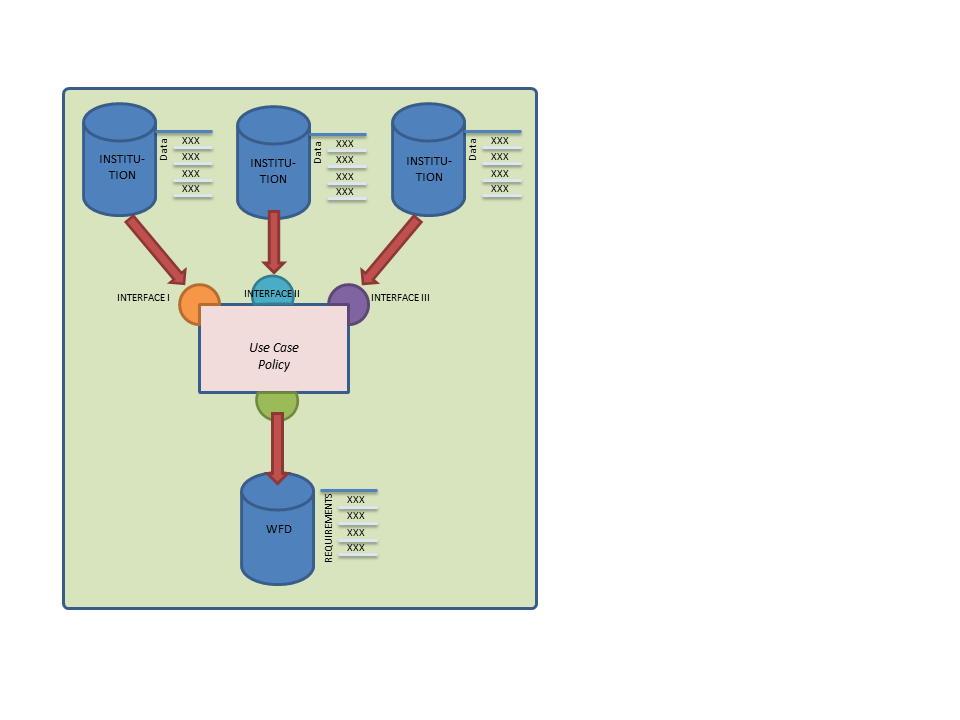 INSTITU-
TION
Data
XXX
XXX
XXX
XXX
INSTITU-
TION
Data
XXX
XXX
XXX
XXX
INSTITU-
TION
Data
XXX
XXX
XXX
XXX
INTERFACE I
INTERFACE II
INTERFACE III
Use Case
Policy
WFD
REQUIREMENTS
XXX
XXX
XXX
XXX